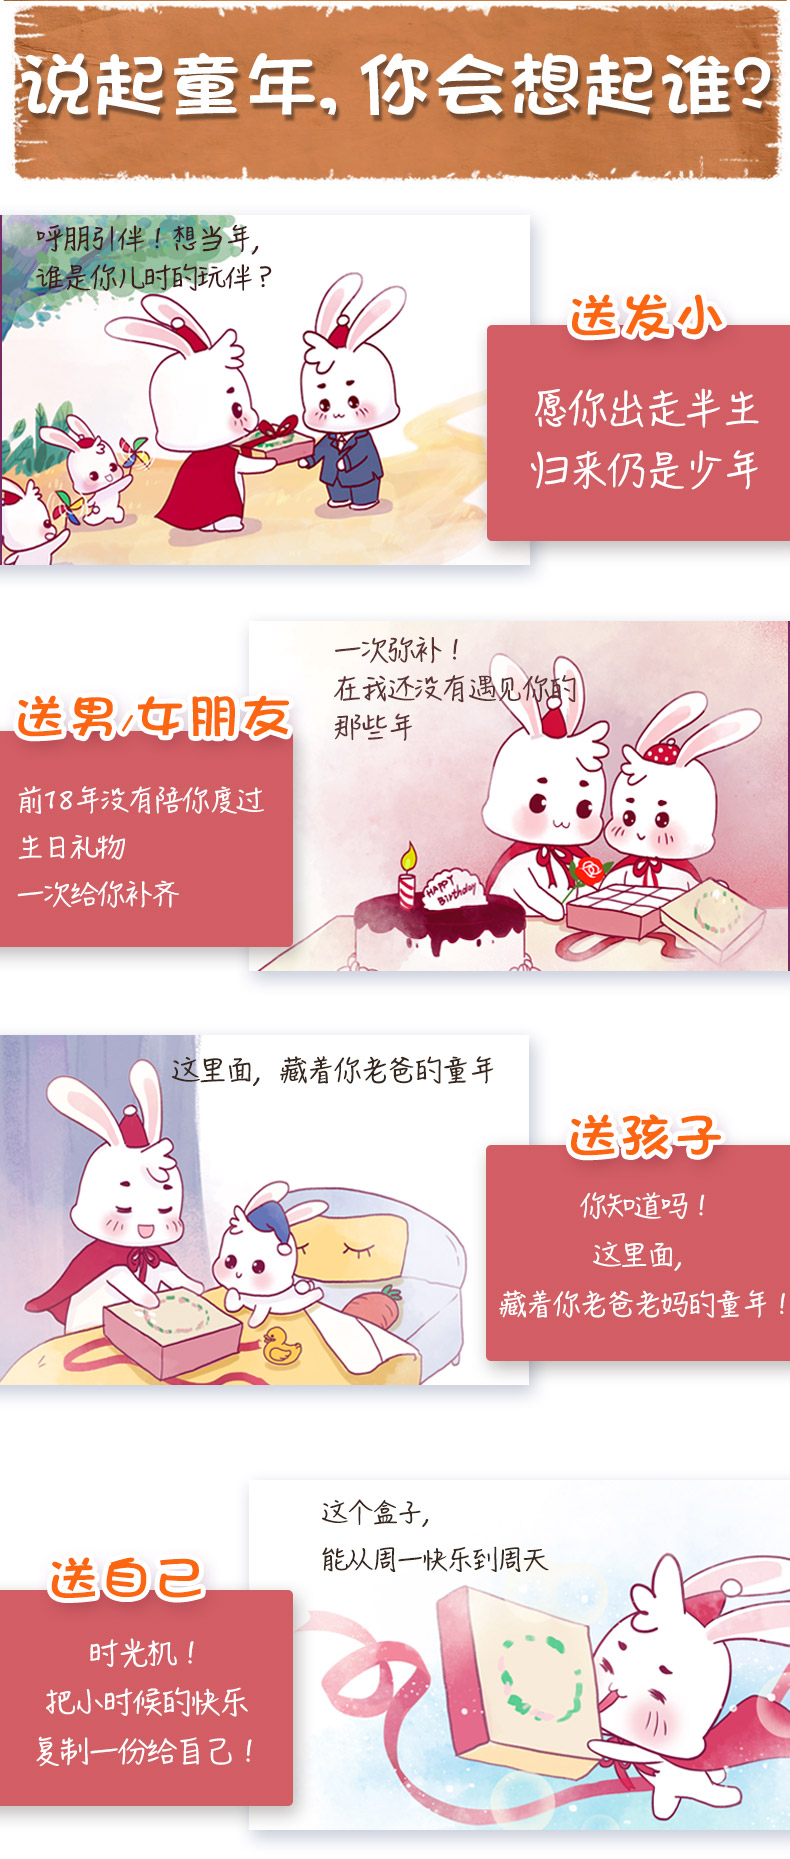 说起童年，你会想起谁？
呼朋引伴！想当年，
谁是你儿时的玩伴？
送发小
愿你出走半生
归来仍是少年
一次弥补！
在我还没有遇见你的
那些年
送男/女朋友
前18年没有陪你度过
生日礼物
一次给你补齐
HAPPY
Birthday
这里面，藏着你老爸的童年
送孩子
你知道吗！
这里面，
藏着你老爸老妈的童年！
这个盒子，
能从周一快乐到周天
送自己
时光机！
把小时候的快乐
复制一份给自己！